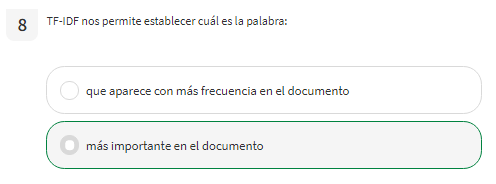 8
TF-IDF nos permite establecer cuál es la palabra:
que aparece con más frecuencia en el documento
más importante en el documento